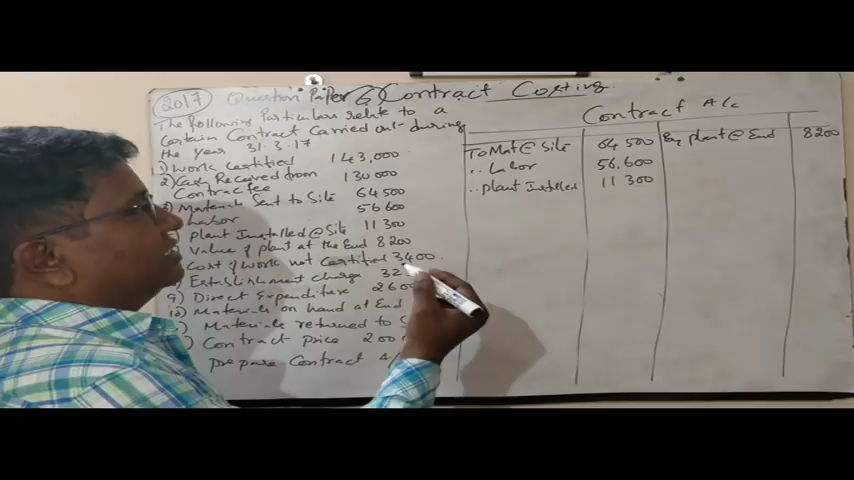 2017 Question Paper 6) Contract Costing.
The following Particulars relate to a
certain Contract Carried out during
the year 31.3.17
1) Work certified 143,000
2) Cash Received from 130000
Contractee
Materials Sent to Site 64500
Labor 56600
Plant Installed @ Site 11300
Value of plant at the End 8200
Cost of work not Certified 3400
Establishment charge 32
9) Direct Expenditure 2600
10) Materials on hand at End
Materials returned to S
) Contract price 2000
prepare Contract A/
Contract A/c
To Mat @ Site 64500 By plant @ End 8200
.. Labor 56,600
.. plant Installed 11300